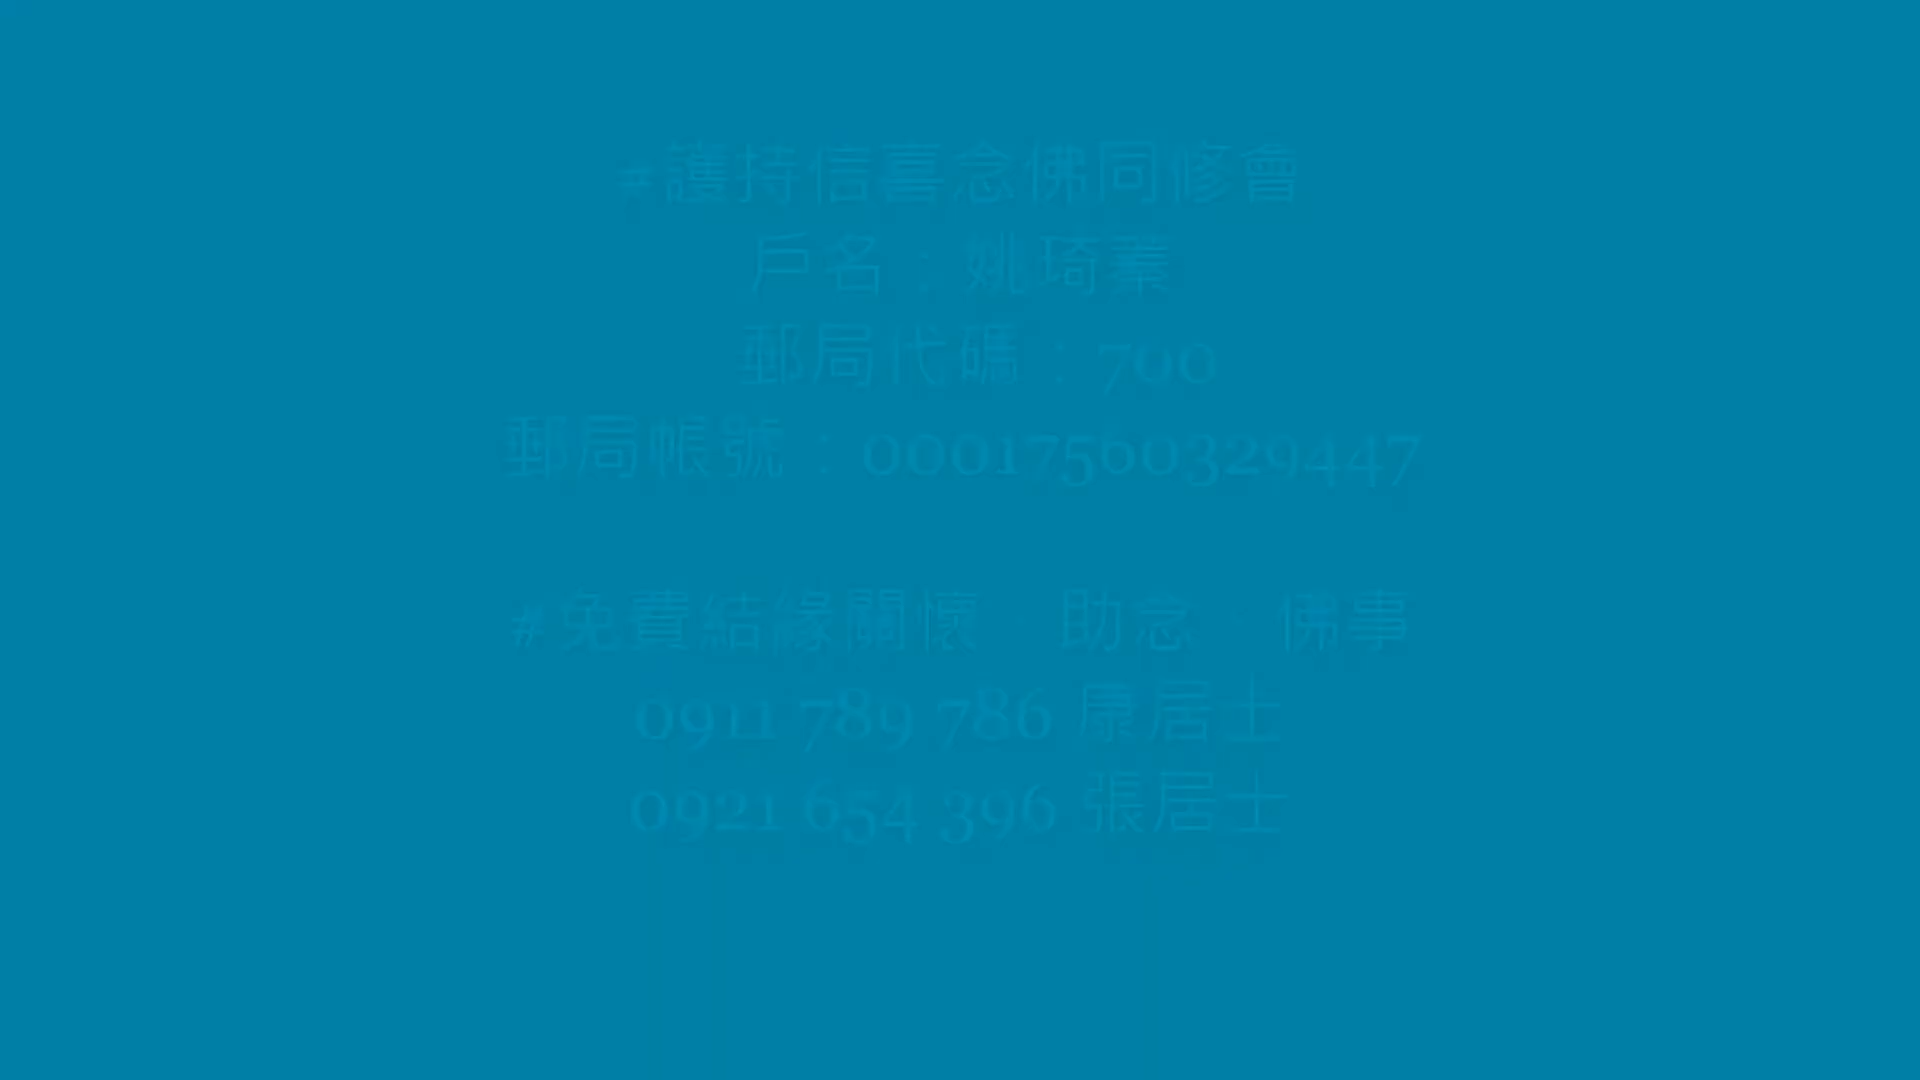 #護持信喜念佛同修會
戶名：姚琦蓁
郵局代碼：700
郵局帳號：00017560329447
#免費結緣關懷、助念、佛事
0911 789 786 康居士
0921 654 396 張居士